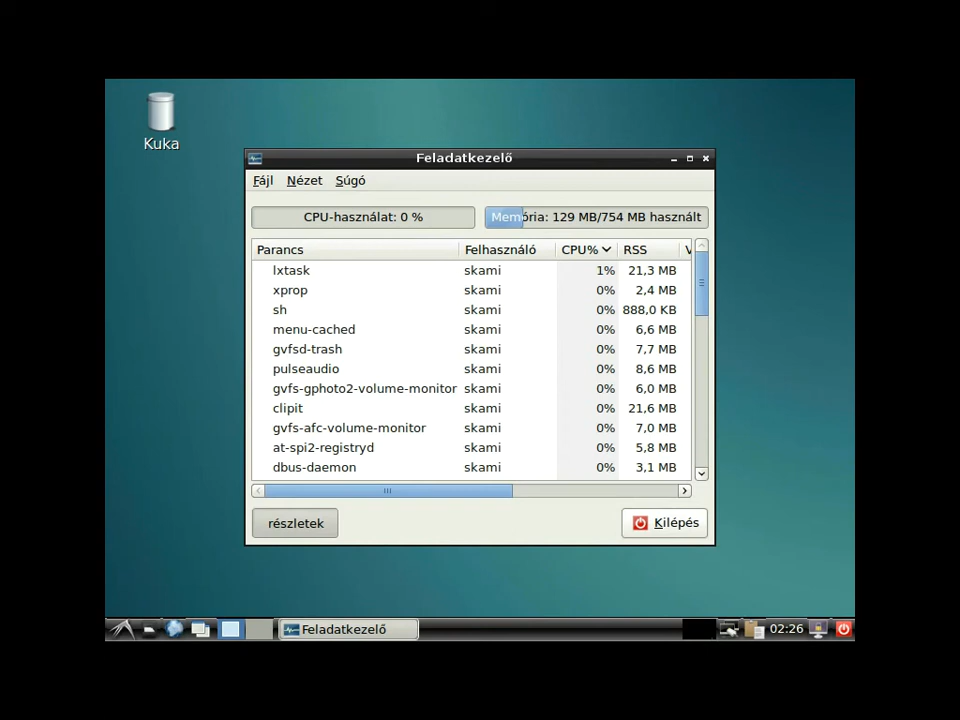 Kuka
Feladatkezelő
Fájl Nézet Súgó
CPU-használat: 0 % Memória: 129 MB/754 MB használt
Parancs Felhasználó CPU% RSS V
lxtask skami 1% 21,3 MB
xprop skami 0% 2,4 MB
sh skami 0% 888,0 KB
menu-cached skami 0% 6,6 MB
gvfsd-trash skami 0% 7,7 MB
pulseaudio skami 0% 8,6 MB
gvfs-gphoto2-volume-monitor skami 0% 6,0 MB
clipit skami 0% 21,6 MB
gvfs-afc-volume-monitor skami 0% 7,0 MB
at-spi2-registryd skami 0% 5,8 MB
dbus-daemon skami 0% 3,1 MB
részletek Kilépés
Feladatkezelő 02:26